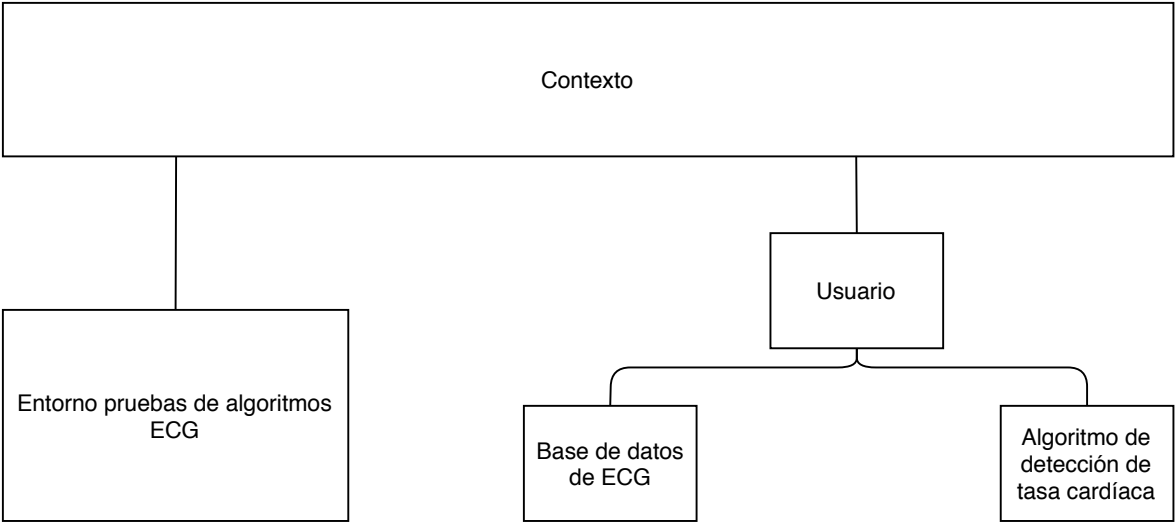 Contexto
Usuario
Entorno pruebas de algoritmos
ECG
Base de datos
de ECG
Algoritmo de
detección de
tasa cardíaca